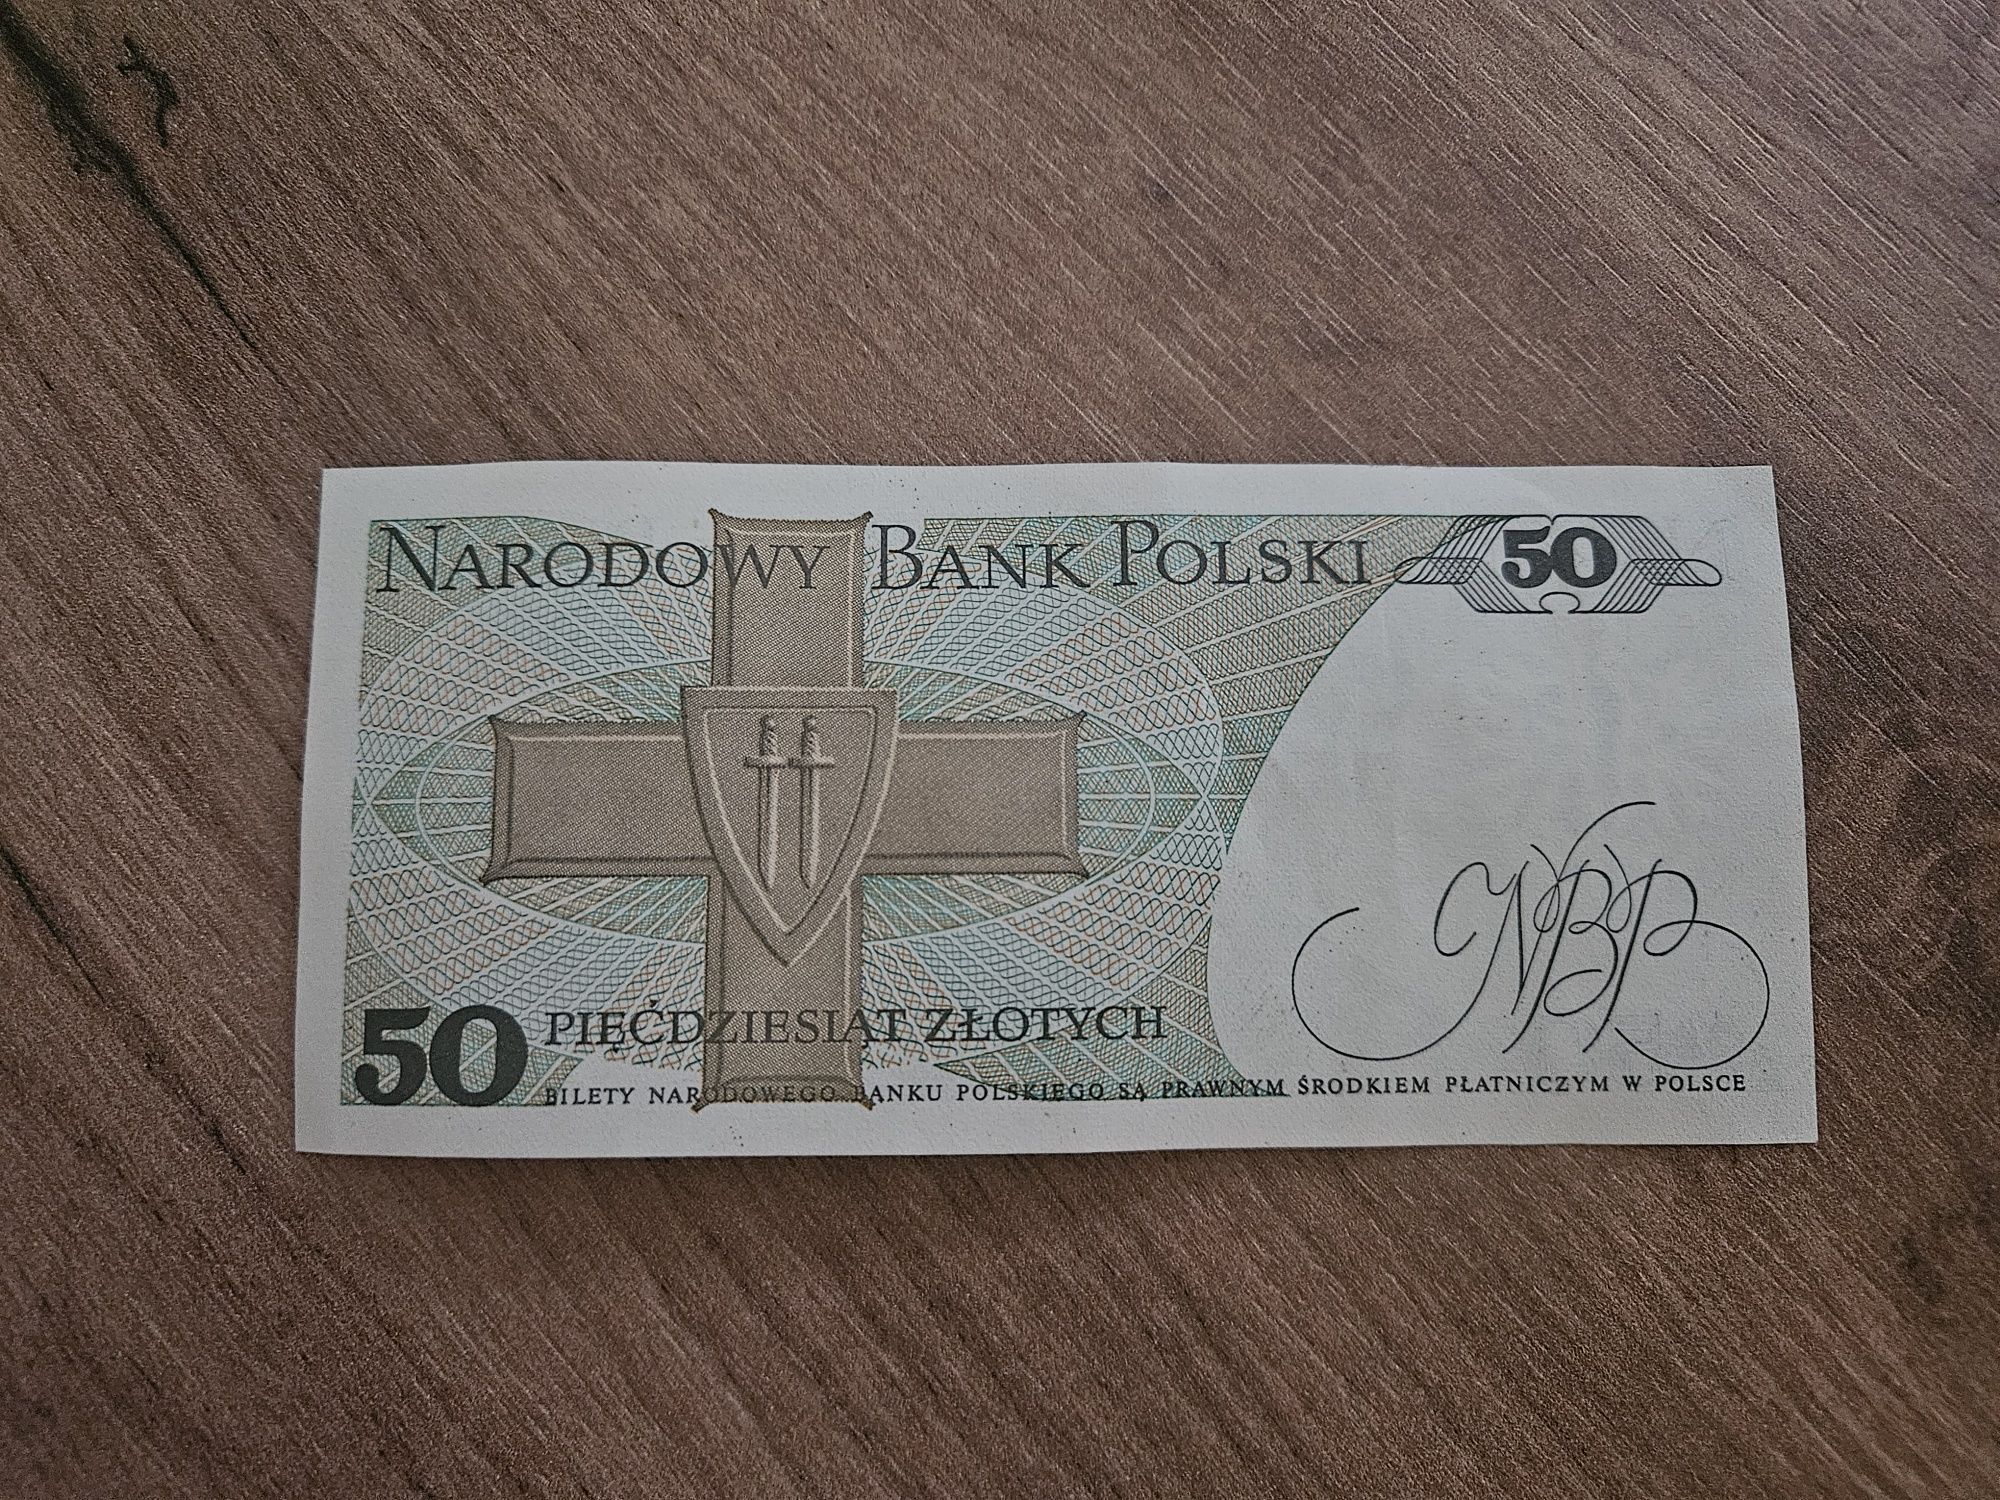 NARODOWY BANK POLSKI 50
NBP
50 PIĘĆDZIESIĄT ZŁOTYCH
BILETY NARODOWEGO BANKU POLSKIEGO SĄ PRAWNYM ŚRODKIEM PŁATNICZYM W POLSCE